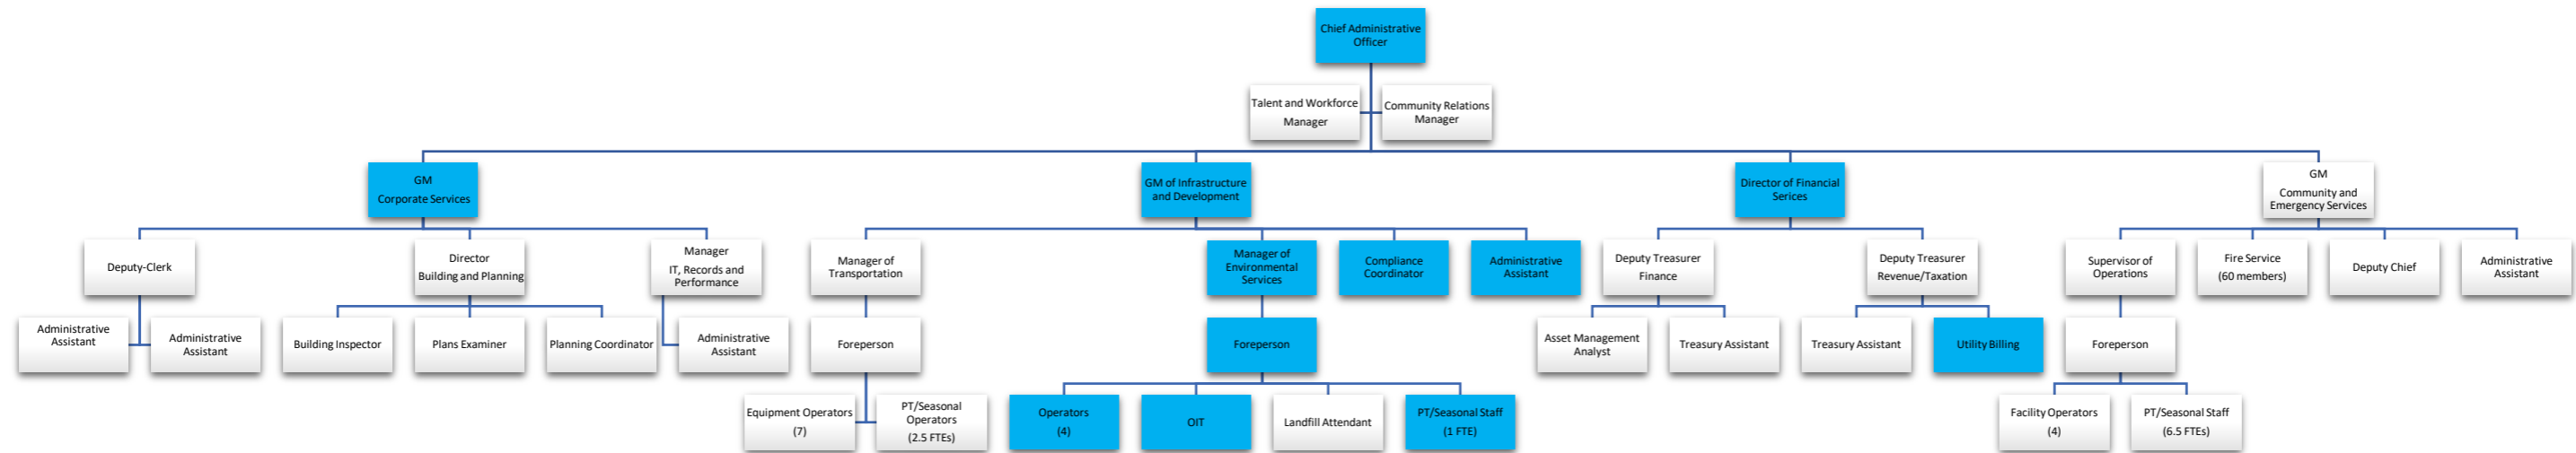 Chief Administrative
Officer
Talent and Workforce
Manager
Community Relations
Manager
GM
Corporate Services
GM of Infrastructure
and Development
Director of Financial
Serices
GM
Community and
Emergency Services
Deputy-Clerk
Director
Building and Planning
Manager
IT, Records and
Performance
Manager of
Transportation
Manager of
Environmental
Services
Compliance
Coordinator
Administrative
Assistant
Deputy Treasurer
Finance
Deputy Treasurer
Revenue/Taxation
Supervisor of
Operations
Fire Service
(60 members)
Deputy Chief
Administrative
Assistant
Administrative
Assistant
Administrative
Assistant
Building Inspector
Plans Examiner
Planning Coordinator
Administrative
Assistant
Foreperson
Foreperson
Asset Management
Analyst
Treasury Assistant
Treasury Assistant
Utility Billing
Foreperson
Equipment Operators
(7)
PT/Seasonal
Operators
(2.5 FTEs)
Operators
(4)
OIT
Landfill Attendant
PT/Seasonal Staff
(1 FTE)
Facility Operators
(4)
PT/Seasonal Staff
(6.5 FTEs)